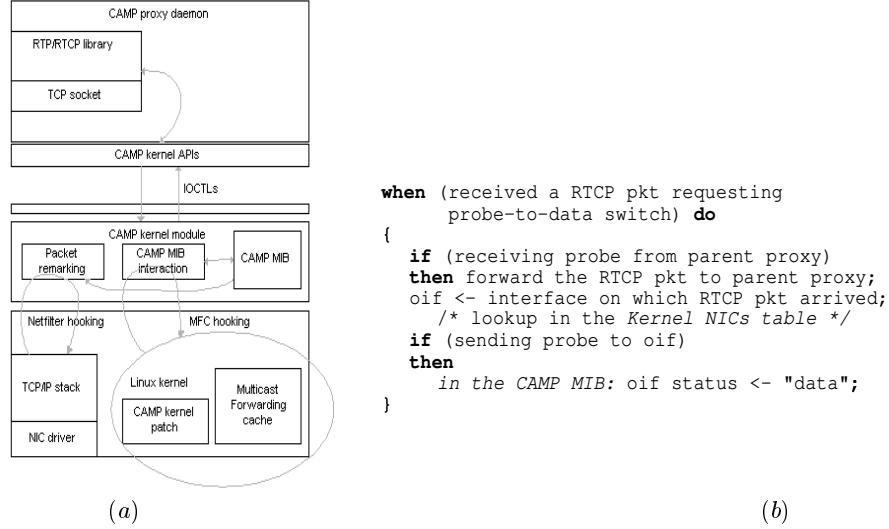 CAMP proxy daemon
RTP/RTCP library
TCP socket
CAMP kernel APIs
IOCTLs
CAMP kernel module
Packet
remarking
CAMP MIB
interaction
CAMP MIB
Netfilter hooking
MFC hooking
TCP/IP stack
NIC driver
Linux kernel
CAMP kernel
patch
Multicast
Forwarding
cache
(a)
when (received a RTCP pkt requesting
probe-to-data switch) do
{
if (receiving probe from parent proxy)
then forward the RTCP pkt to parent proxy;
oif <- interface on which RTCP pkt arrived;
/* lookup in the Kernel NICs table */
if (sending probe to oif)
then
in the CAMP MIB: oif status <- "data";
}
(b)